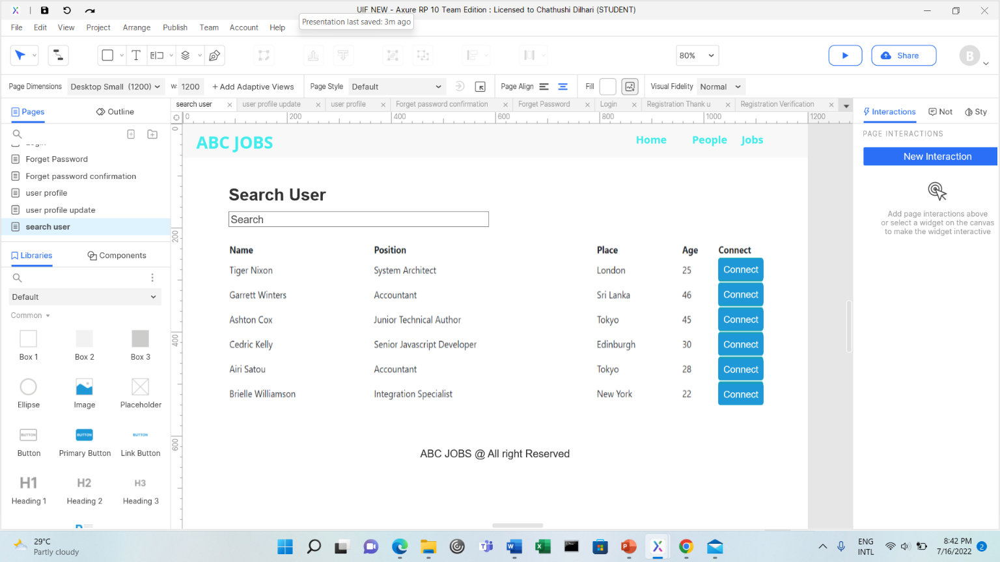 UIF NEW - Axure RP 10 Team Edition : Licensed to Chathushi Dilhari (STUDENT)
File Edit View Project Arrange Publish Team Account Help
Presentation last saved: 3m ago
80%
Share
B
Page Dimensions Desktop Small (1200) W: 1200 + Add Adaptive Views Page Style Default Page Align Fill Visual Fidelity Normal
Pages Outline
search user user profile update user profile Forget password confirmation Forget Password Login Registration Thank u Registration Verification
Interactions Not Sty
0 200 400 600 800 1000 1200
0
200
400
600
PAGE INTERACTIONS
New Interaction
Add page interactions above
or select a widget on the canvas
to make the widget interactive
Forget Password
Forget password confirmation
user profile
user profile update
search user
Libraries Components
Default
Common
Box 1 Box 2 Box 3
Ellipse Image Placeholder
BUTTON BUTTON BUTTON
Button Primary Button Link Button
H1 H2 H3
Heading 1 Heading 2 Heading 3
ABC JOBS Home People Jobs
Search User
Search
Name Position Place Age Connect
Tiger Nixon System Architect London 25 Connect
Garrett Winters Accountant Sri Lanka 46 Connect
Ashton Cox Junior Technical Author Tokyo 45 Connect
Cedric Kelly Senior Javascript Developer Edinburgh 30 Connect
Airi Satou Accountant Tokyo 28 Connect
Brielle Williamson Integration Specialist New York 22 Connect
ABC JOBS @ All right Reserved
29°C
Partly cloudy
ENG
INTL
8:42 PM
7/16/2022
2